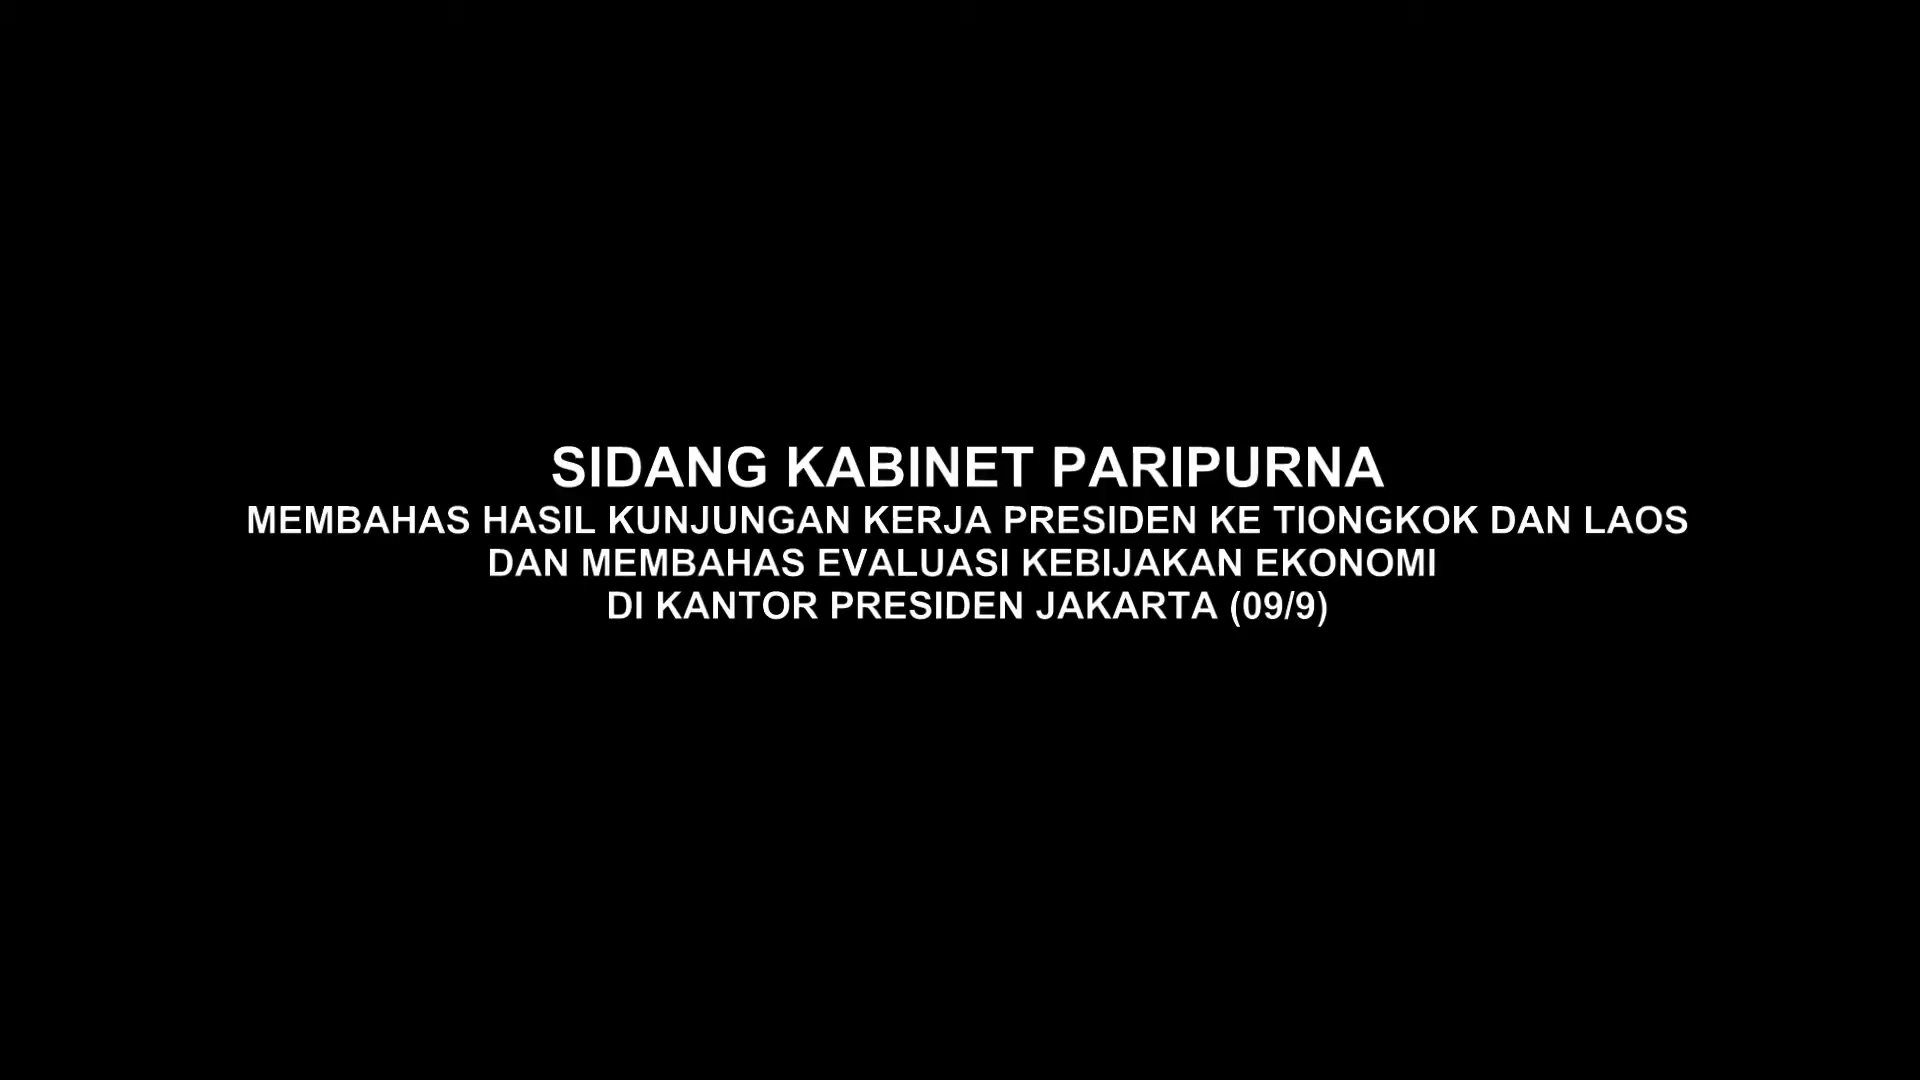 SIDANG KABINET PARIPURNA
MEMBAHAS HASIL KUNJUNGAN KERJA PRESIDEN KE TIONGKOK DAN LAOS
DAN MEMBAHAS EVALUASI KEBIJAKAN EKONOMI
DI KANTOR PRESIDEN JAKARTA (09/9)